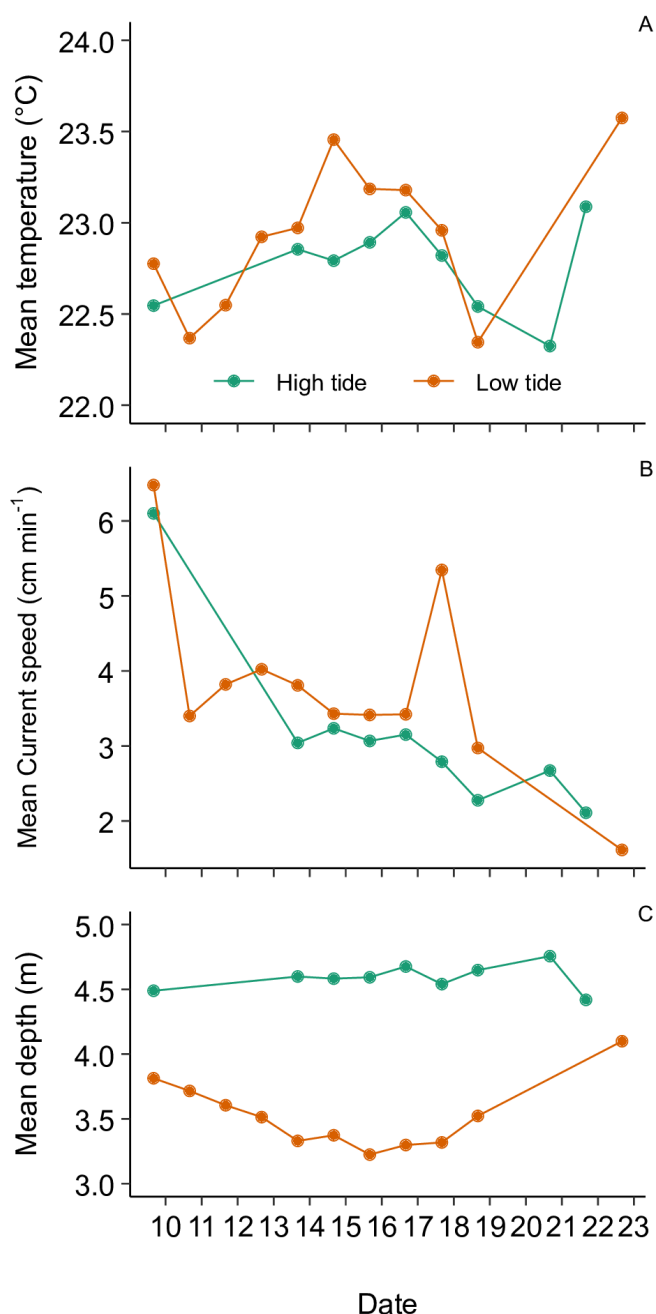 A
24.0
23.5
23.0
22.5
22.0
Mean temperature (°C)
High tide
Low tide
B
6
5
4
3
2
Mean Current speed (cm min⁻¹)
C
5.0
4.5
4.0
3.5
3.0
Mean depth (m)
10 11 12 13 14 15 16 17 18 19 20 21 22 23
Date